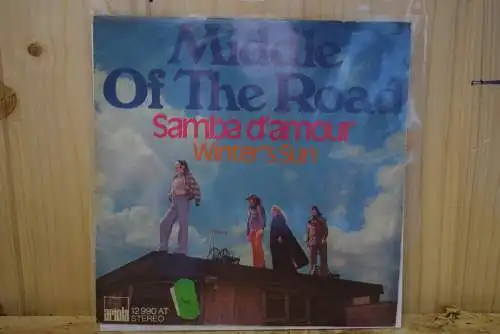 Middle
Of The Road
Samba d'amour
Winter's Sun
ariola
12 990 AT
STEREO